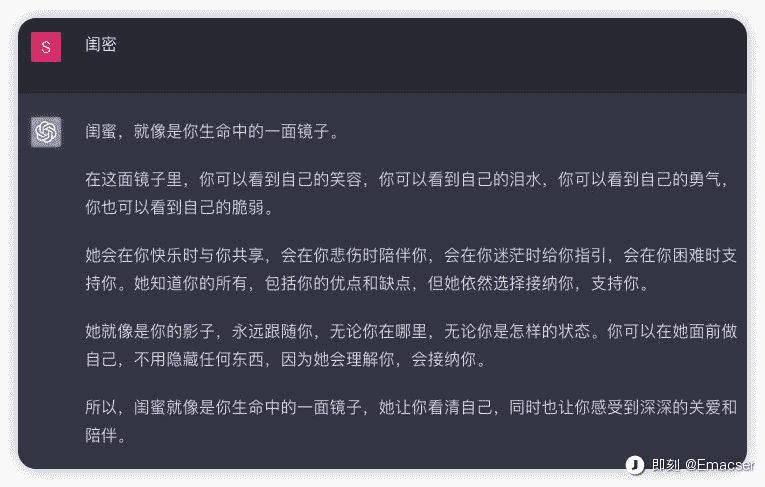 S
闺密
闺蜜，就像是你生命中的一面镜子。
在这面镜子里，你可以看到自己的笑容，你可以看到自己的泪水，你可以看到自己的勇气，
你也可以看到自己的脆弱。
她会在你快乐时与你共享，会在你悲伤时陪伴你，会在你迷茫时给你指引，会在你困难时支
持你。她知道你的所有，包括你的优点和缺点，但她依然选择接纳你，支持你。
她就像是你的影子，永远跟随你，无论你在哪里，无论你是怎样的状态。你可以在她面前做
自己，不用隐藏任何东西，因为她会理解你，会接纳你。
所以，闺蜜就像是你生命中的一面镜子，她让你看清自己，同时也让你感受到深深的关爱和
陪伴。
J 即刻 @Emacser